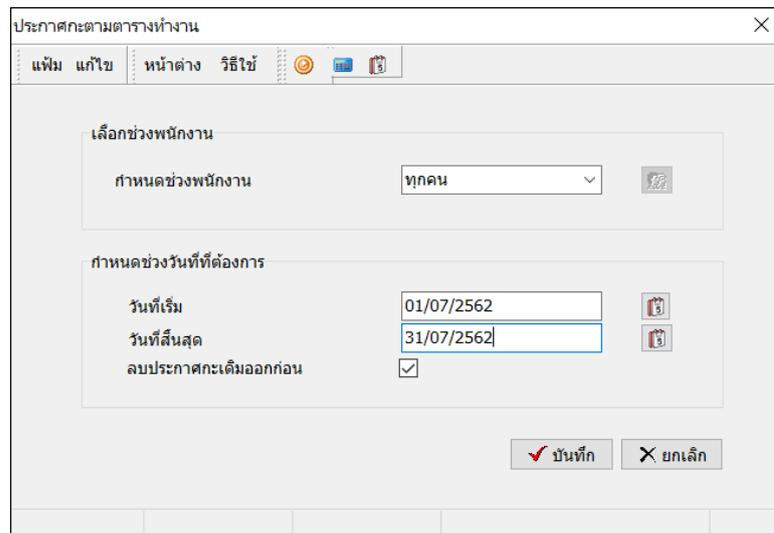 ประกาศกะตามตารางทำงาน
แฟ้ม แก้ไข หน้าต่าง วิธีใช้
เลือกช่วงพนักงาน
กำหนดช่วงพนักงาน ทุกคน
กำหนดช่วงวันที่ที่ต้องการ
วันที่เริ่ม 01/07/2562
วันที่สิ้นสุด 31/07/2562
ลบประกาศกะเดิมออกก่อน
บันทึก ยกเลิก